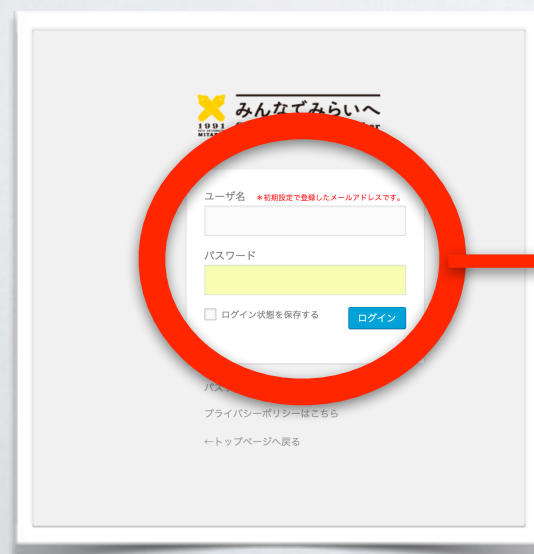 みんなでみらいへ
1991
ユーザ名 *初期設定で登録したメールアドレスです。
パスワード
ログイン状態を保存する ログイン
プライバシーポリシーはこちら
←トップページへ戻る